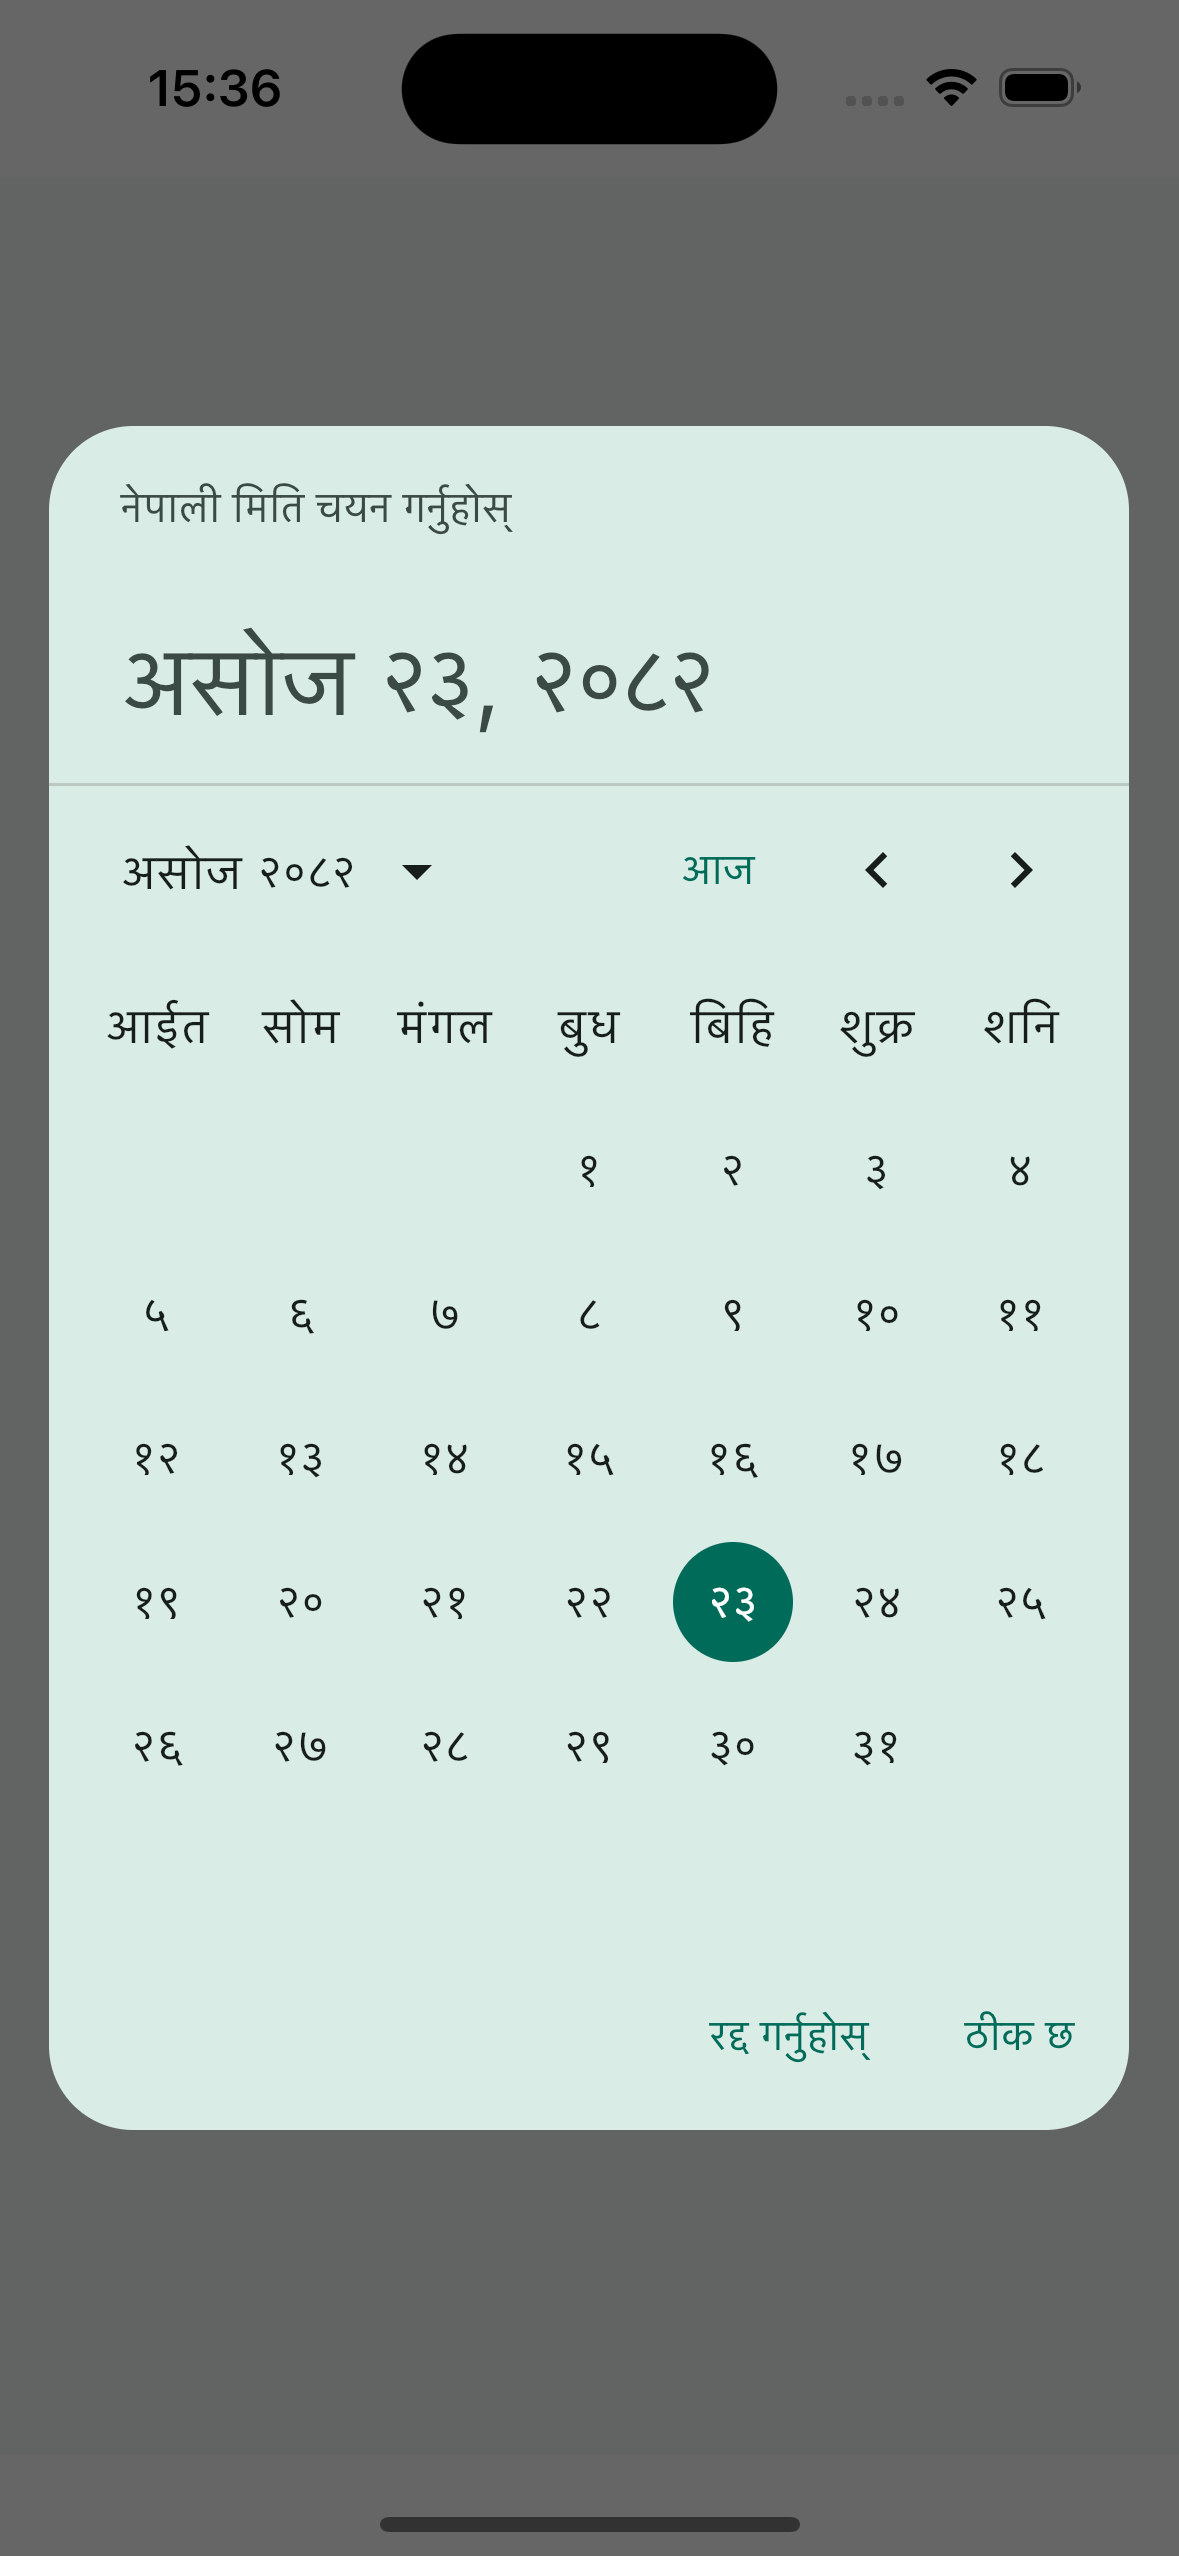 15:36
नेपाली मिति चयन गर्नुहोस्
असोज २३, २०८२
असोज २०८२ आज
आईत सोम मंगल बुध बिहि शुक्र शनि
१ २ ३ ४
५ ६ ७ ८ ९ १० ११
१२ १३ १४ १५ १६ १७ १८
१९ २० २१ २२ २३ २४ २५
२६ २७ २८ २९ ३० ३१
रद्द गर्नुहोस् ठीक छ